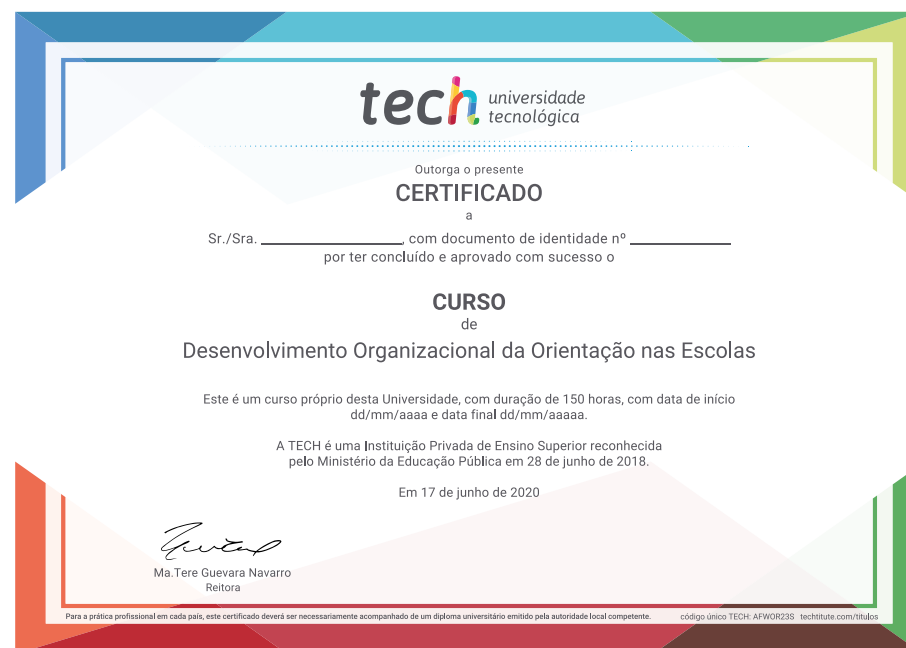 tech universidade
tecnológica
Outorga o presente
CERTIFICADO
a
Sr./Sra. ________________, com documento de identidade nº ______________
por ter concluído e aprovado com sucesso o
CURSO
de
Desenvolvimento Organizacional da Orientação nas Escolas
Este é um curso próprio desta Universidade, com duração de 150 horas, com data de início
dd/mm/aaaa e data final dd/mm/aaaaa.
A TECH é uma Instituição Privada de Ensino Superior reconhecida
pelo Ministério da Educação Pública em 28 de junho de 2018.
Em 17 de junho de 2020
Ma.Tere Guevara Navarro
Reitora
Para a prática profissional em cada país, este certificado deverá ser necessariamente acompanhado de um diploma universitário emitido pela autoridade local competente. código único TECH: AFWOR23S techtitute.com/titulos